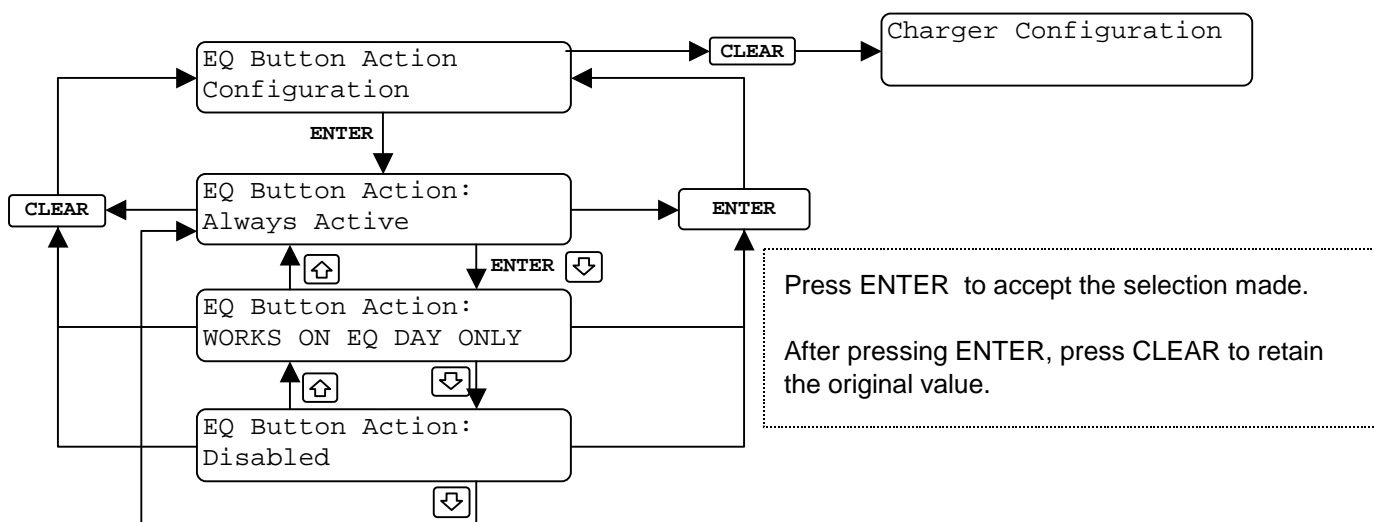 Charger Configuration
CLEAR
EQ Button Action
Configuration
ENTER
EQ Button Action:
Always Active
CLEAR
ENTER
ENTER
EQ Button Action:
WORKS ON EQ DAY ONLY
EQ Button Action:
Disabled
Press ENTER to accept the selection made.
After pressing ENTER, press CLEAR to retain
the original value.